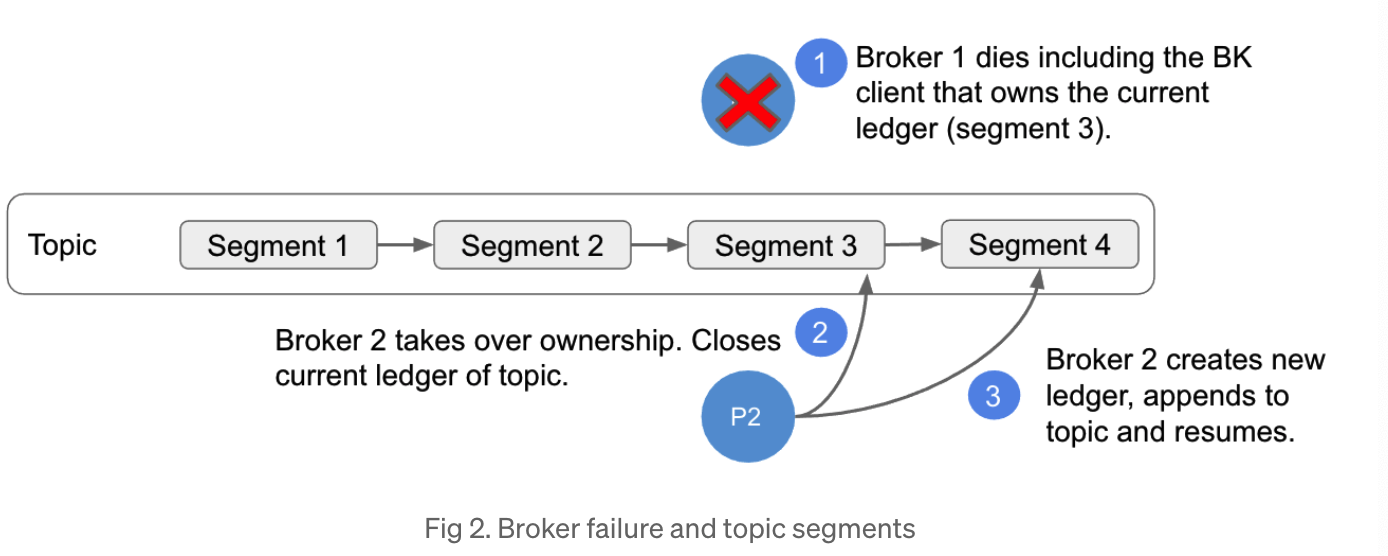 1
Broker 1 dies including the BK
client that owns the current
ledger (segment 3).
Topic
Segment 1
Segment 2
Segment 3
Segment 4
Broker 2 takes over ownership. Closes
current ledger of topic.
2
P2
3
Broker 2 creates new
ledger, appends to
topic and resumes.
Fig 2. Broker failure and topic segments